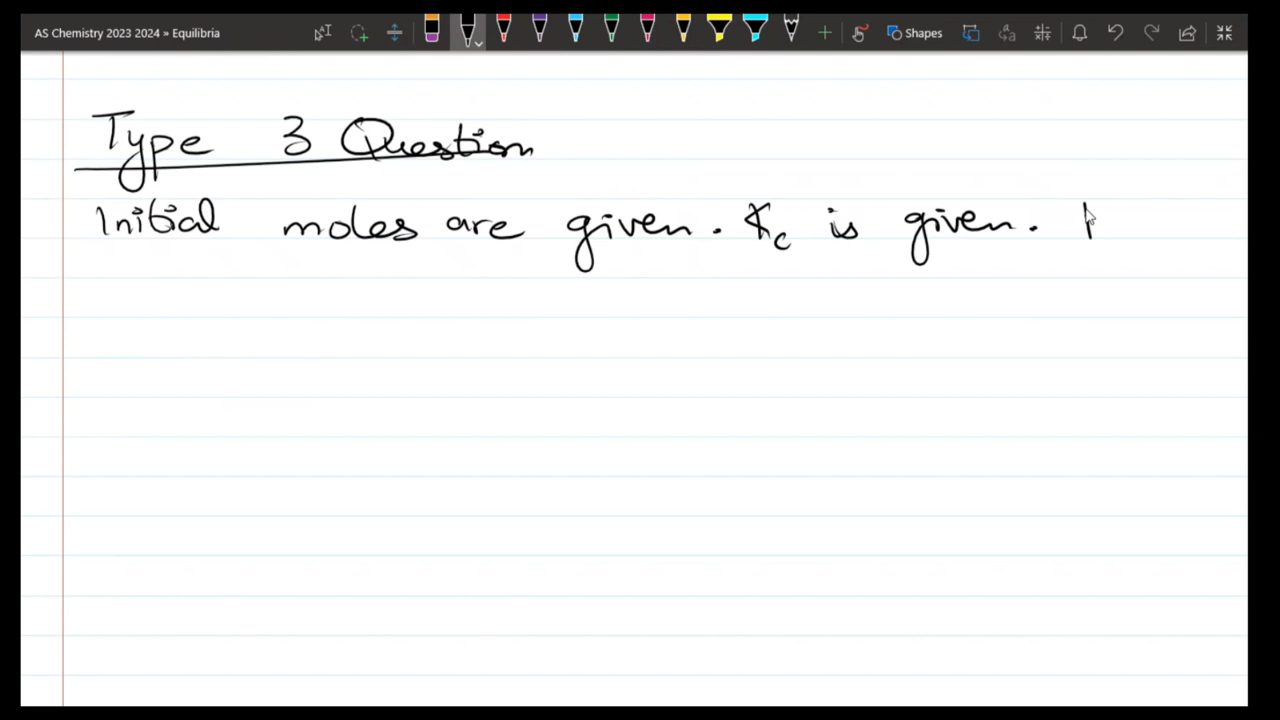 AS Chemistry 2023 2024 » Equilibria
Shapes
Type 3 Question
Initial moles are given. Kc is given.